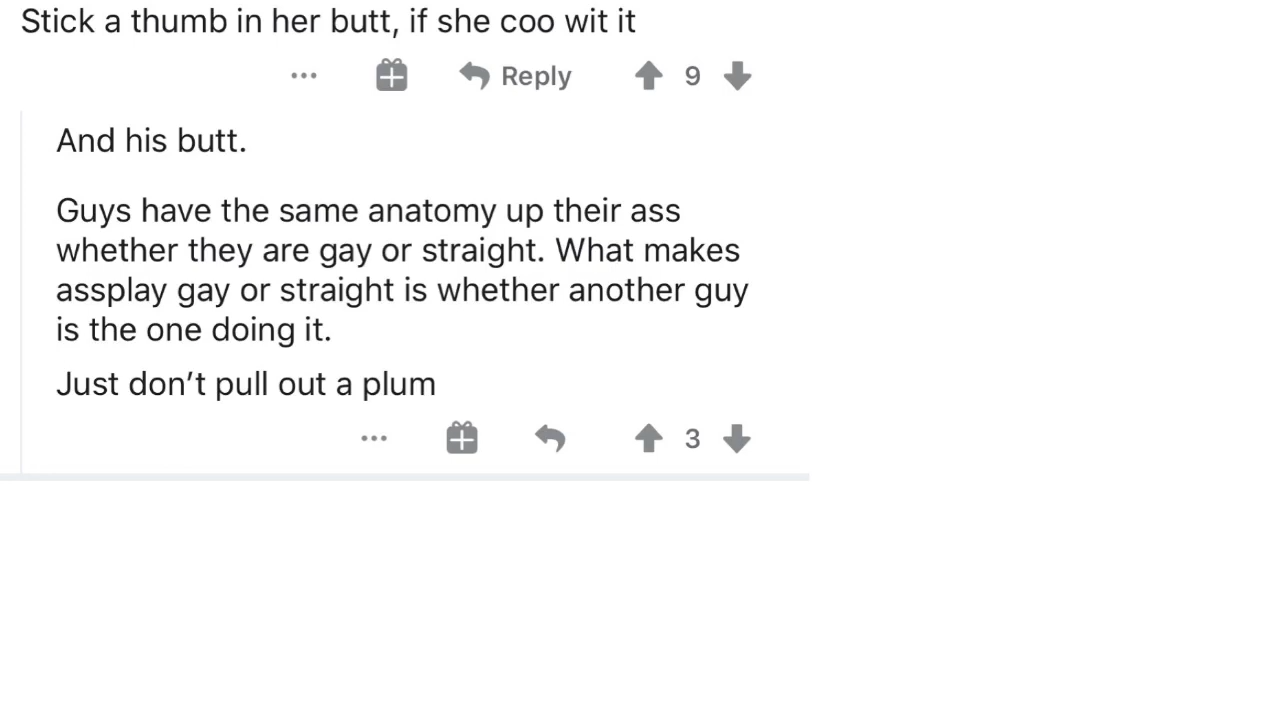 Stick a thumb in her butt, if she coo wit it
Reply 9
And his butt.
Guys have the same anatomy up their ass
whether they are gay or straight. What makes
assplay gay or straight is whether another guy
is the one doing it.
Just don’t pull out a plum
3